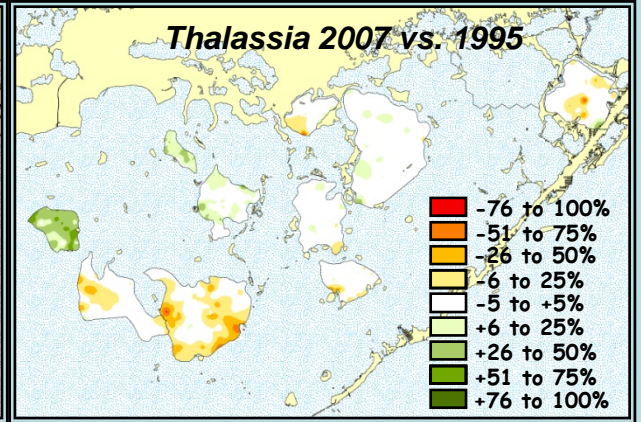 Thalassia 2007 vs. 1995
-76 to 100%
-51 to 75%
-26 to 50%
-6 to 25%
-5 to +5%
+6 to 25%
+26 to 50%
+51 to 75%
+76 to 100%